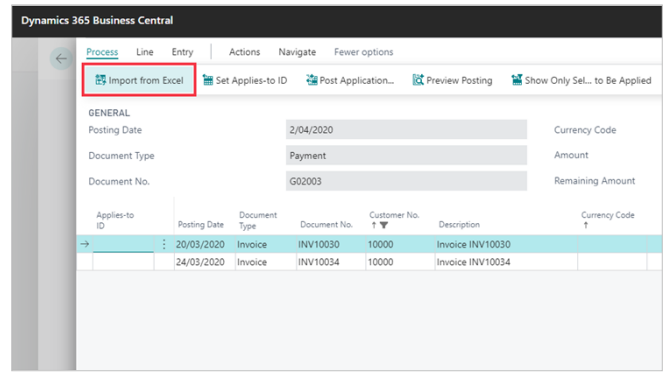 Dynamics 365 Business Central
Process Line Entry Actions Navigate Fewer options
Import from Excel Set Applies-to ID Post Application... Preview Posting Show Only Sel... to Be Applied
GENERAL
Posting Date 2/04/2020 Currency Code
Document Type Payment Amount
Document No. G02003 Remaining Amount
Applies-to Document Customer No. Currency Code
ID Posting Date Type Document No. ↑ Description ↑
→ 20/03/2020 Invoice INV10030 10000 Invoice INV10030
24/03/2020 Invoice INV10034 10000 Invoice INV10034